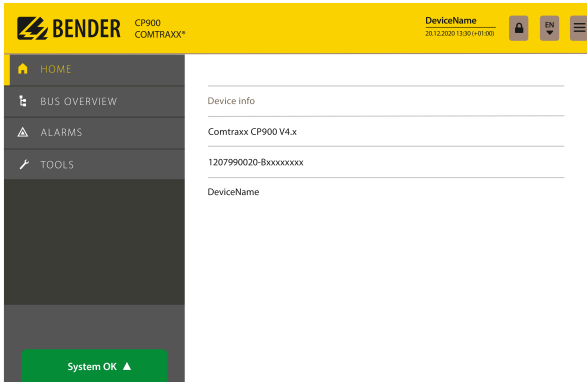 BENDER
CP900
COMTRAXX®
DeviceName
20.12.2020 13:30 (+01:00)
EN
HOME
BUS OVERVIEW
ALARMS
TOOLS
Device info
Comtraxx CP900 V4.x
1207990020-Bxxxxxxxx
DeviceName
System OK